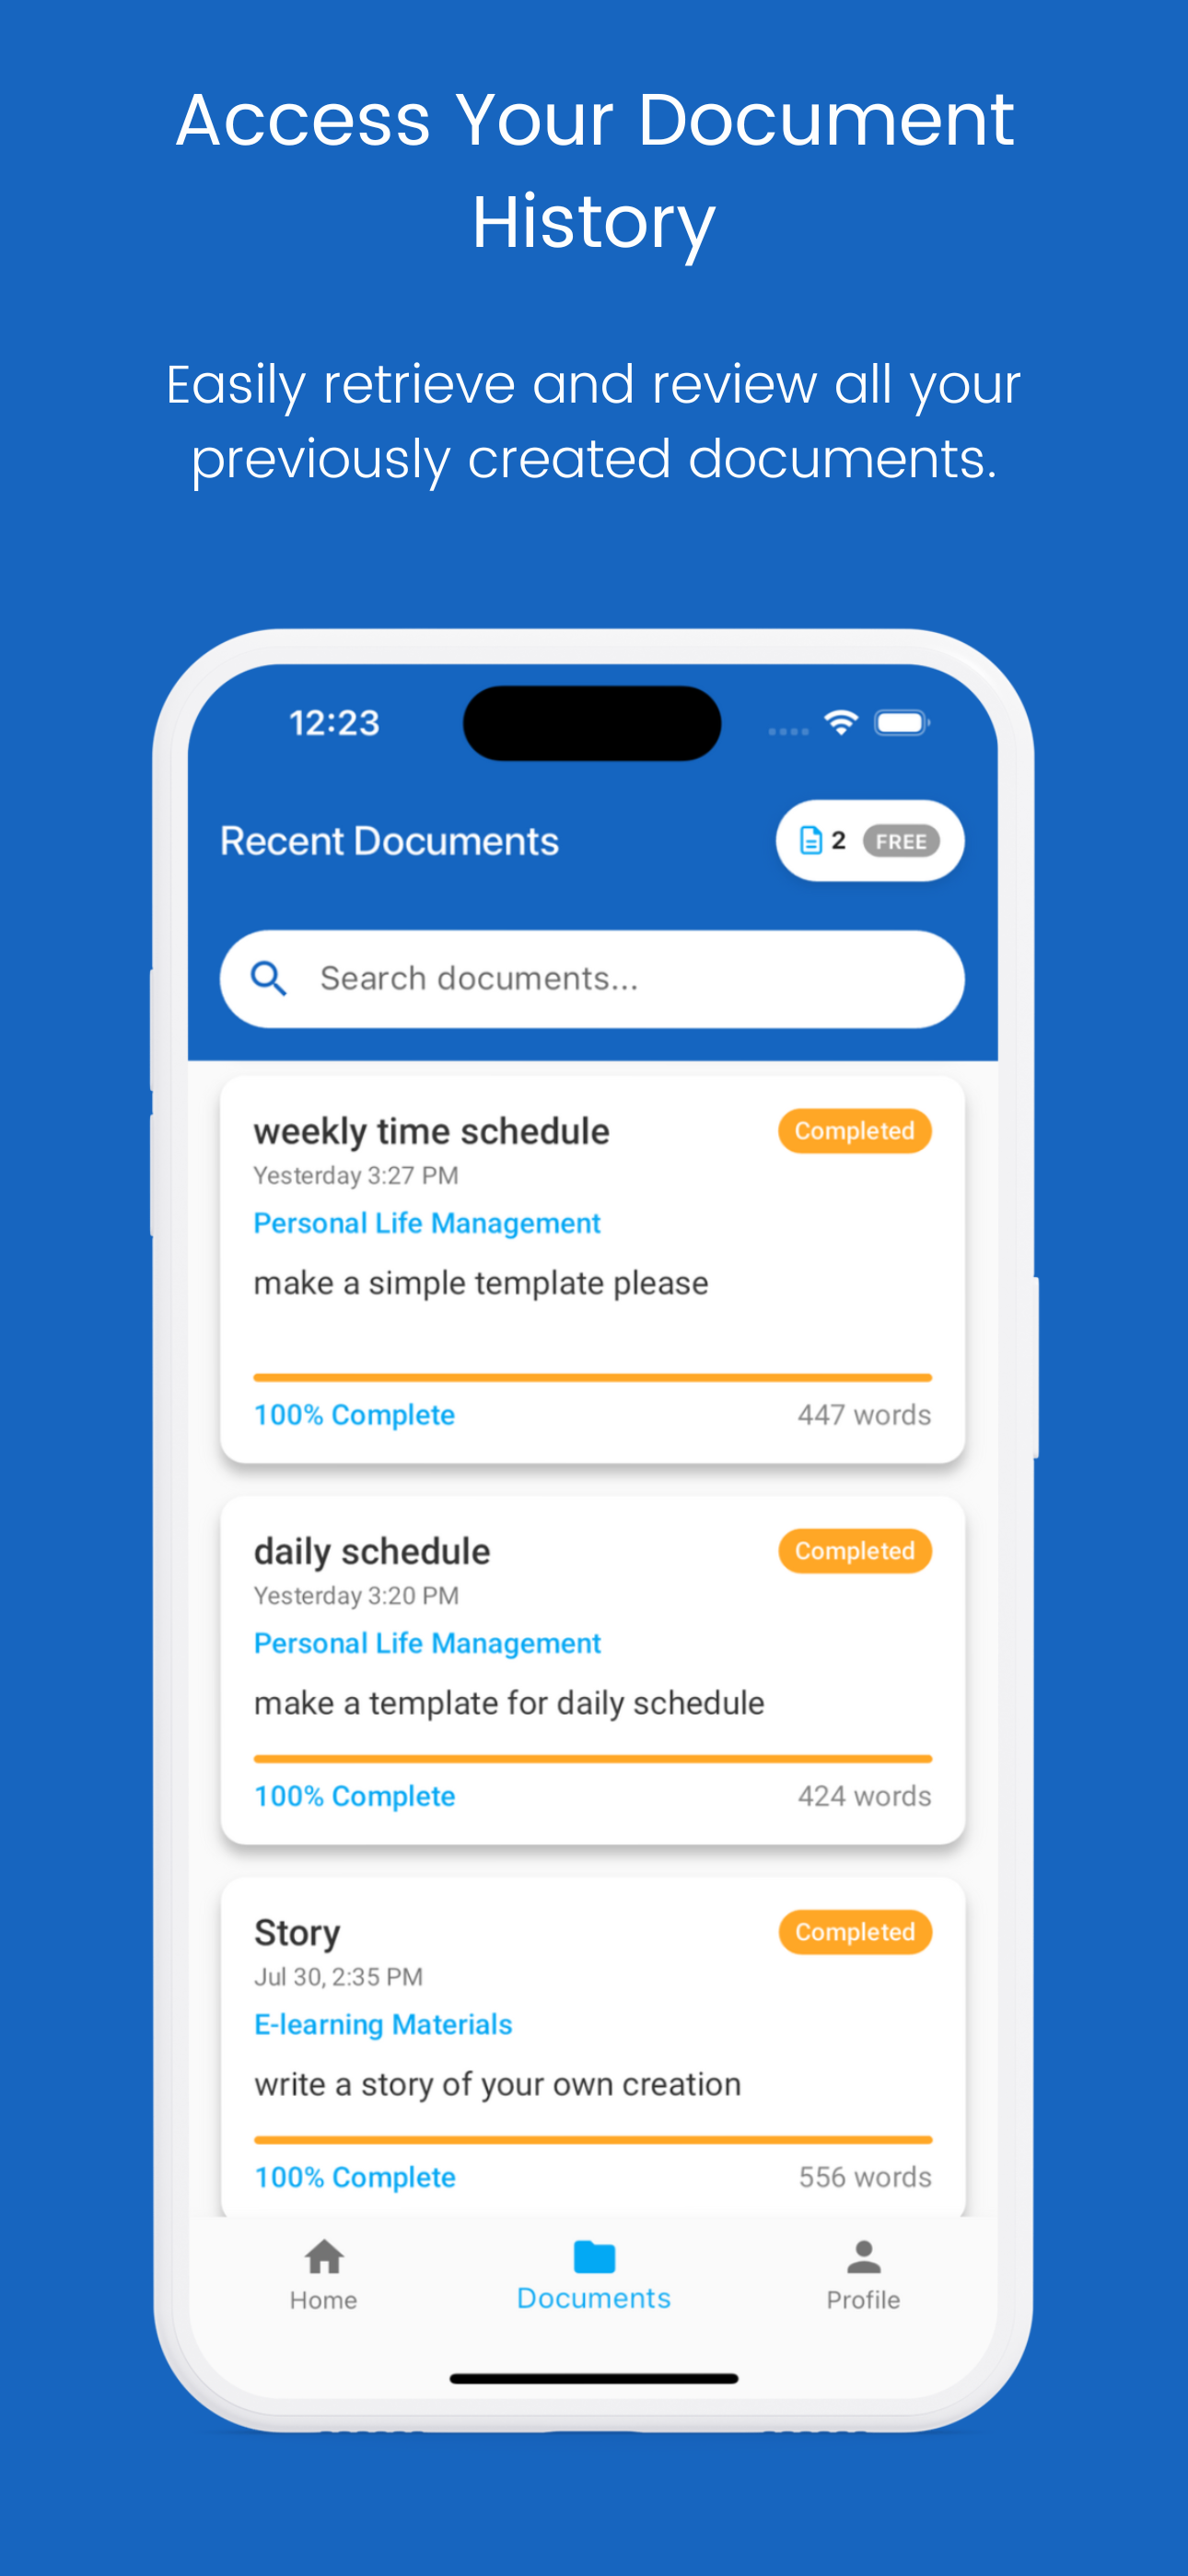 Access Your Document
History
Easily retrieve and review all your
previously created documents.
12:23
Recent Documents
2 FREE
Search documents...
weekly time schedule
Completed
Yesterday 3:27 PM
Personal Life Management
make a simple template please
100% Complete
447 words
daily schedule
Completed
Yesterday 3:20 PM
Personal Life Management
make a template for daily schedule
100% Complete
424 words
Story
Completed
Jul 30, 2:35 PM
E-learning Materials
write a story of your own creation
100% Complete
556 words
Home
Documents
Profile